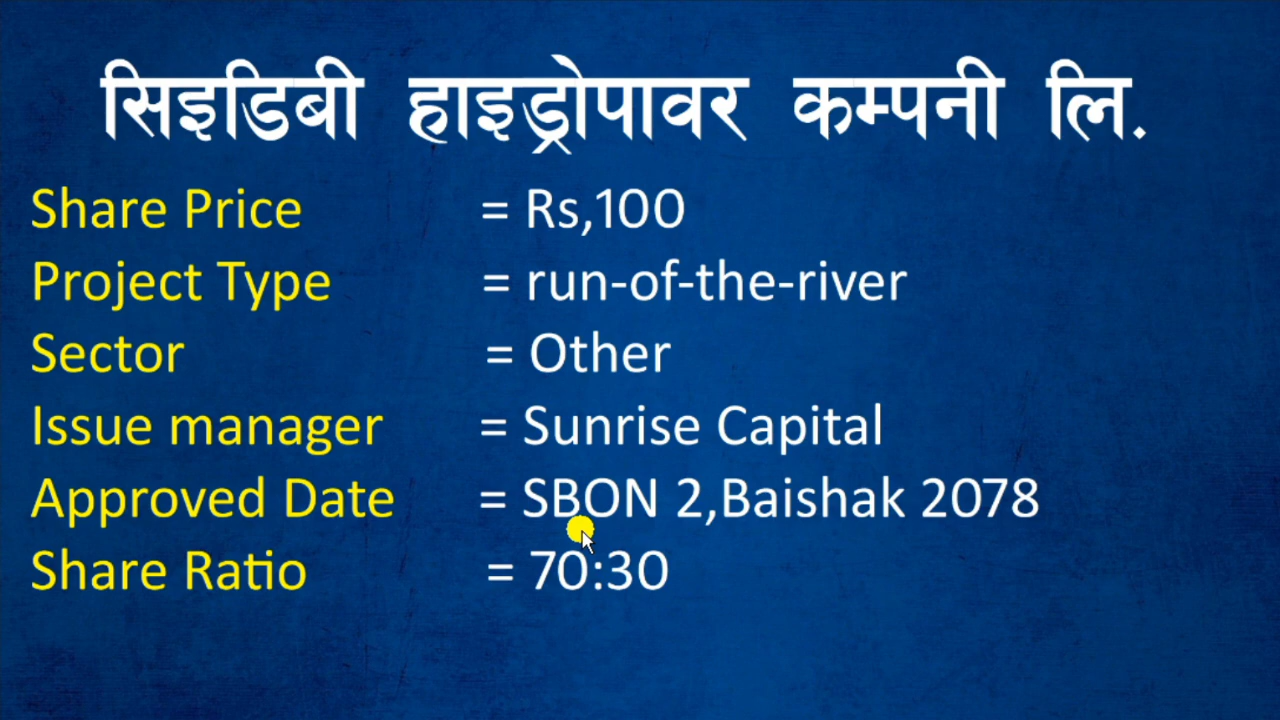 सिइडिबी हाइड्रोपावर कम्पनी लि.
Share Price = Rs,100
Project Type = run-of-the-river
Sector = Other
Issue manager = Sunrise Capital
Approved Date = SBON 2,Baishak 2078
Share Ratio = 70:30